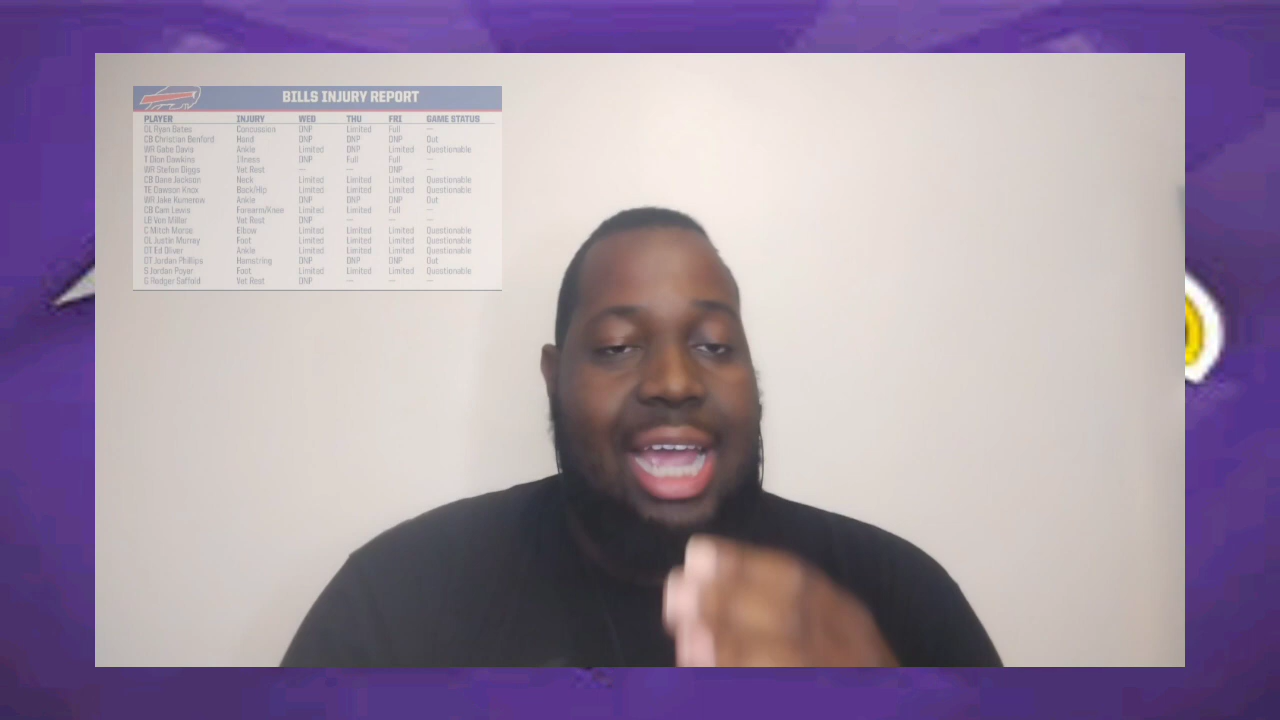 BILLS INJURY REPORT
PLAYER INJURY WED THU FRI GAME STATUS
OL Ryan Bates Concussion DNP Limited Full —
CB Christian Benford Hand DNP DNP DNP Out
WR Gabe Davis Ankle Limited DNP Limited Questionable
T Dion Dawkins Illness DNP Full Full —
WR Stefon Diggs Vet Rest — — DNP —
CB Dane Jackson Neck Limited Limited Limited Questionable
TE Dawson Knox Back/Hip Limited Limited Limited Questionable
WR Jake Kumerow Ankle DNP DNP DNP Out
CB Cam Lewis Forearm/Knee Limited Limited Full —
LB Von Miller Vet Rest DNP — — —
C Mitch Morse Elbow Limited Limited Limited Questionable
OL Justin Murray Foot Limited Limited Limited Questionable
DT Ed Oliver Ankle Limited Limited Limited Questionable
DT Jordan Phillips Hamstring DNP DNP DNP Out
S Jordan Poyer Foot Limited Limited Limited Questionable
G Rodger Saffold Vet Rest DNP — — —